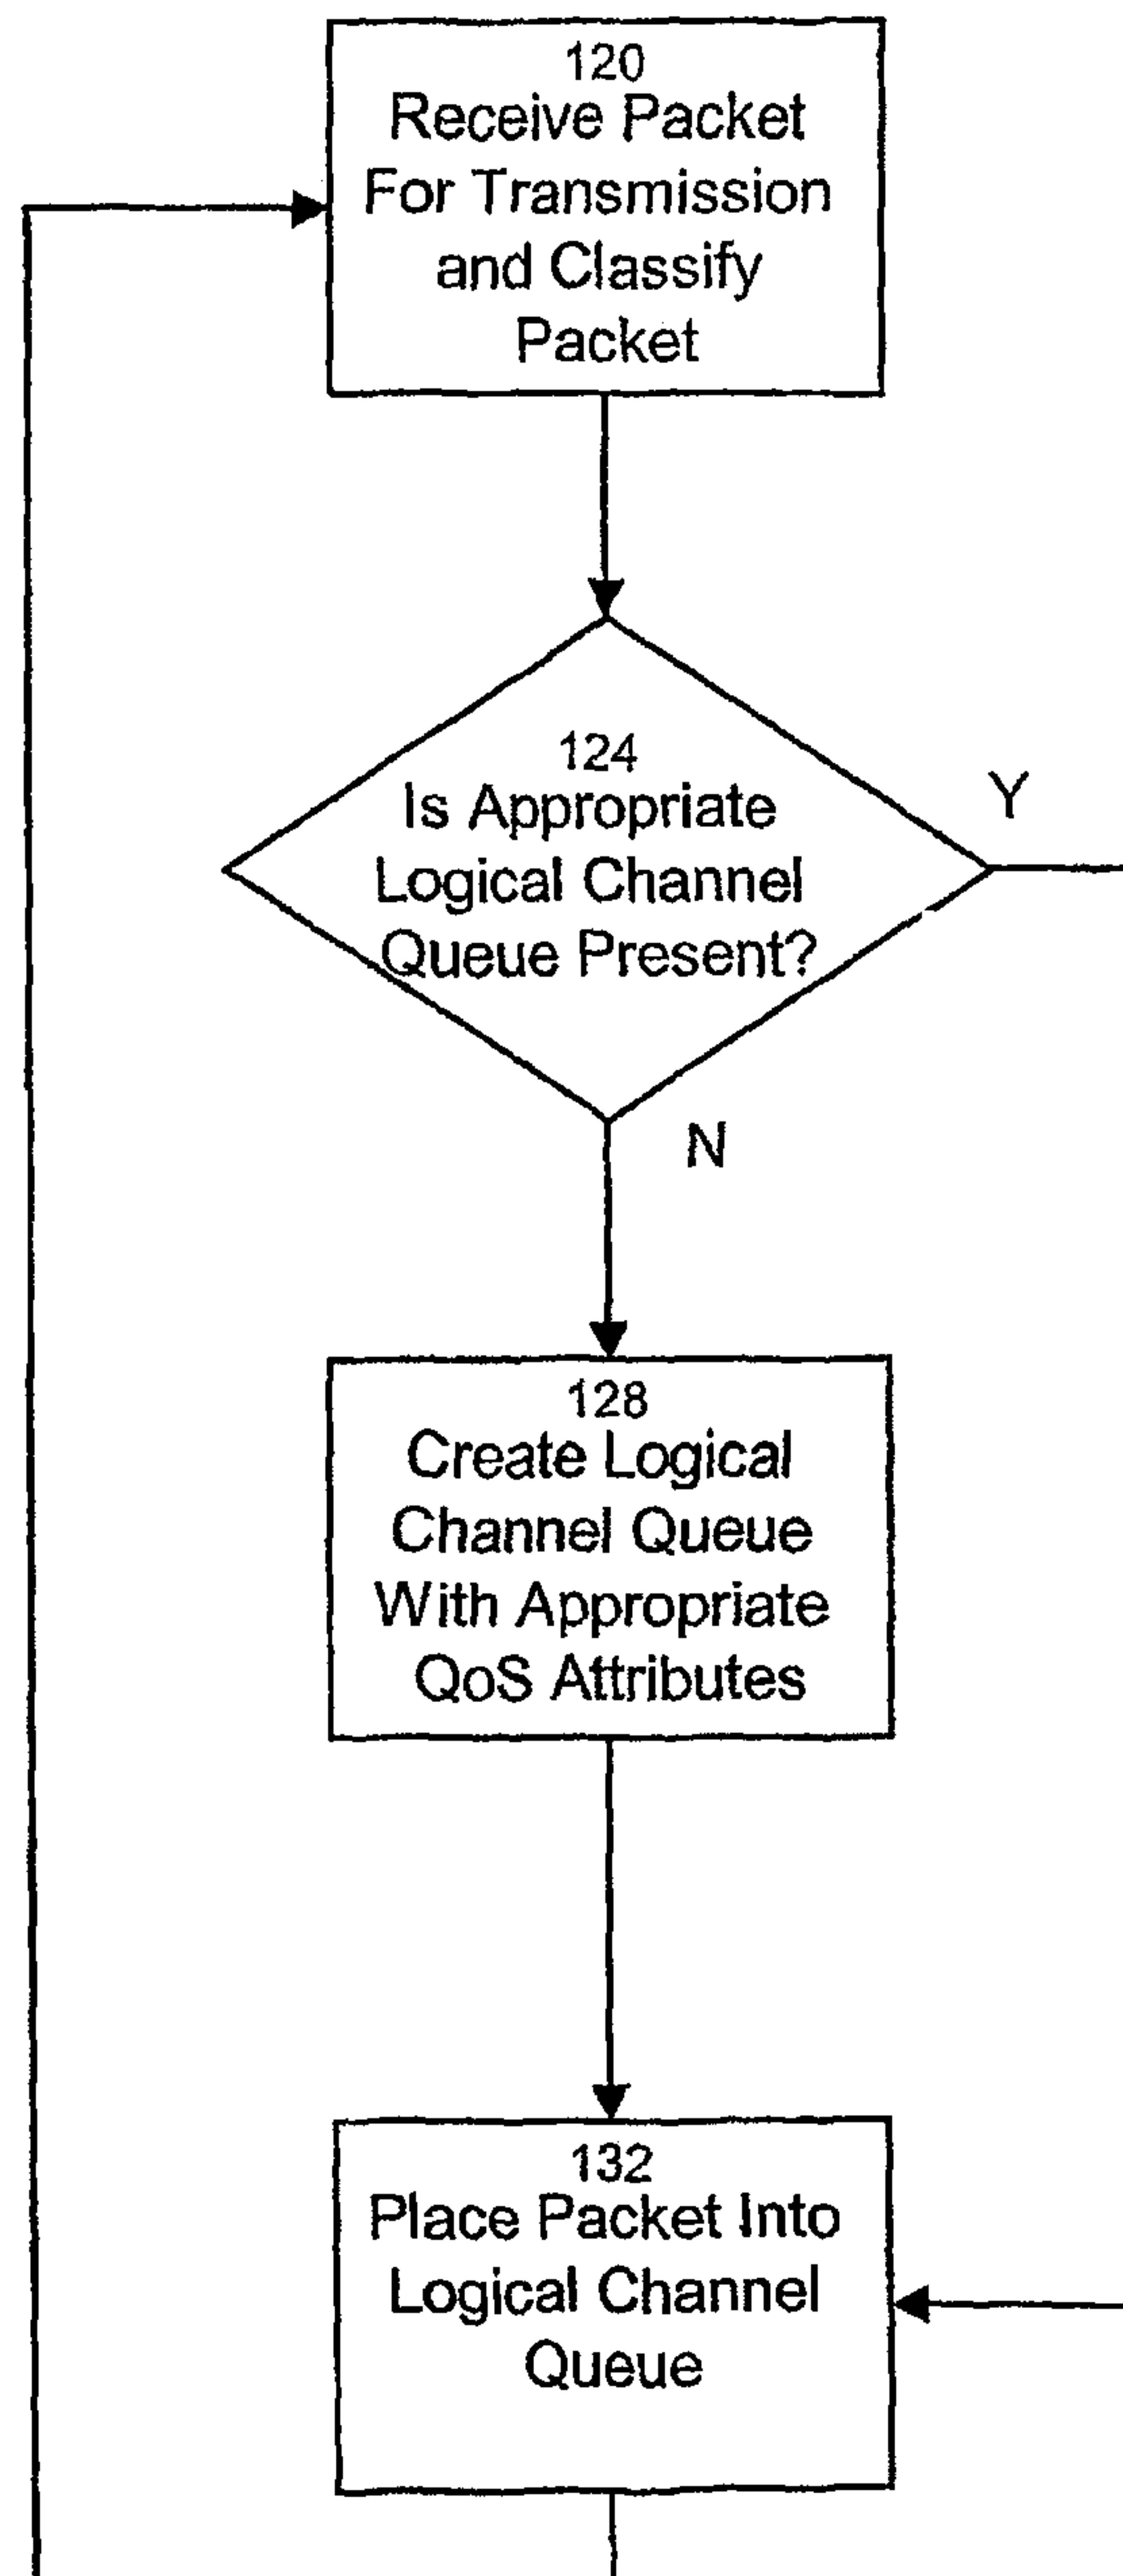 120
Receive Packet
For Transmission
and Classify
Packet
124
Is Appropriate
Logical Channel
Queue Present?
Y
N
128
Create Logical
Channel Queue
With Appropriate
QoS Attributes
132
Place Packet Into
Logical Channel
Queue